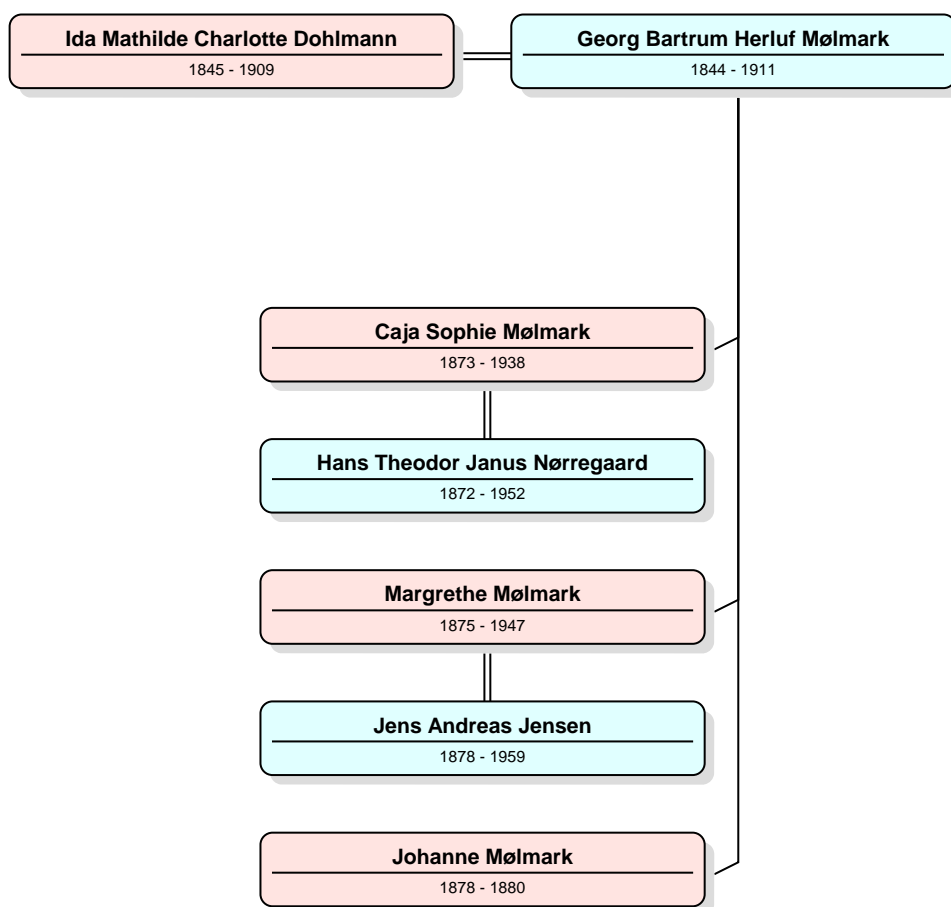 Ida Mathilde Charlotte Dohlmann
1845 - 1909
Georg Bartrum Herluf Mølmark
1844 - 1911
Caja Sophie Mølmark
1873 - 1938
Hans Theodor Janus Nørregaard
1872 - 1952
Margrethe Mølmark
1875 - 1947
Jens Andreas Jensen
1878 - 1959
Johanne Mølmark
1878 - 1880